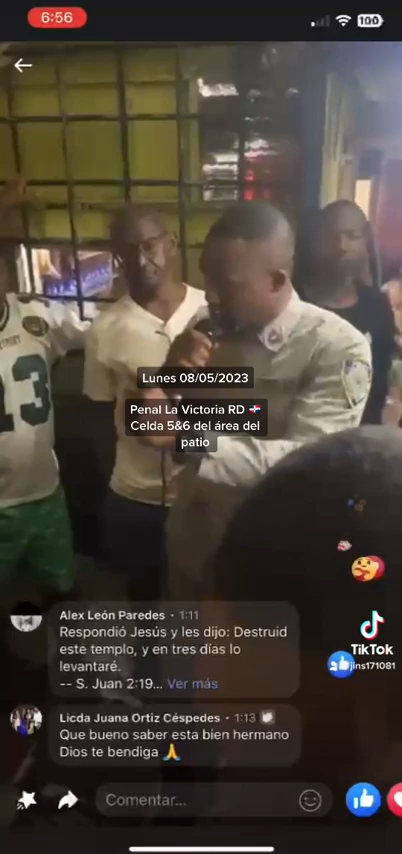 6:56
100
13
Lunes 08/05/2023
Penal La Victoria RD 🇩🇴
Celda 5&6 del área del
patio
Alex León Paredes · 1:11
Respondió Jesús y les dijo: Destruid
este templo, y en tres días lo
levantaré.
-- S. Juan 2:19... Ver más
TikTok
jins171081
Licda Juana Ortiz Céspedes · 1:13
Que bueno saber esta bien hermano
Dios te bendiga 🙏
Comentar...